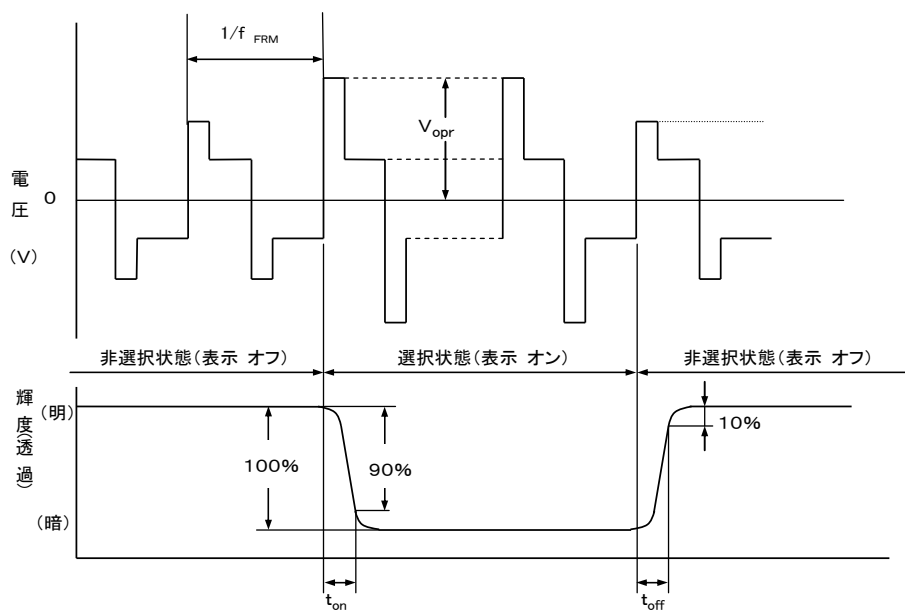 1/f FRM
Vopr
電圧
0
(V)
非選択状態(表示 オフ)
選択状態(表示 オン)
非選択状態(表示 オフ)
輝度(透過)
(明)
100%
90%
10%
(暗)
ton
toff